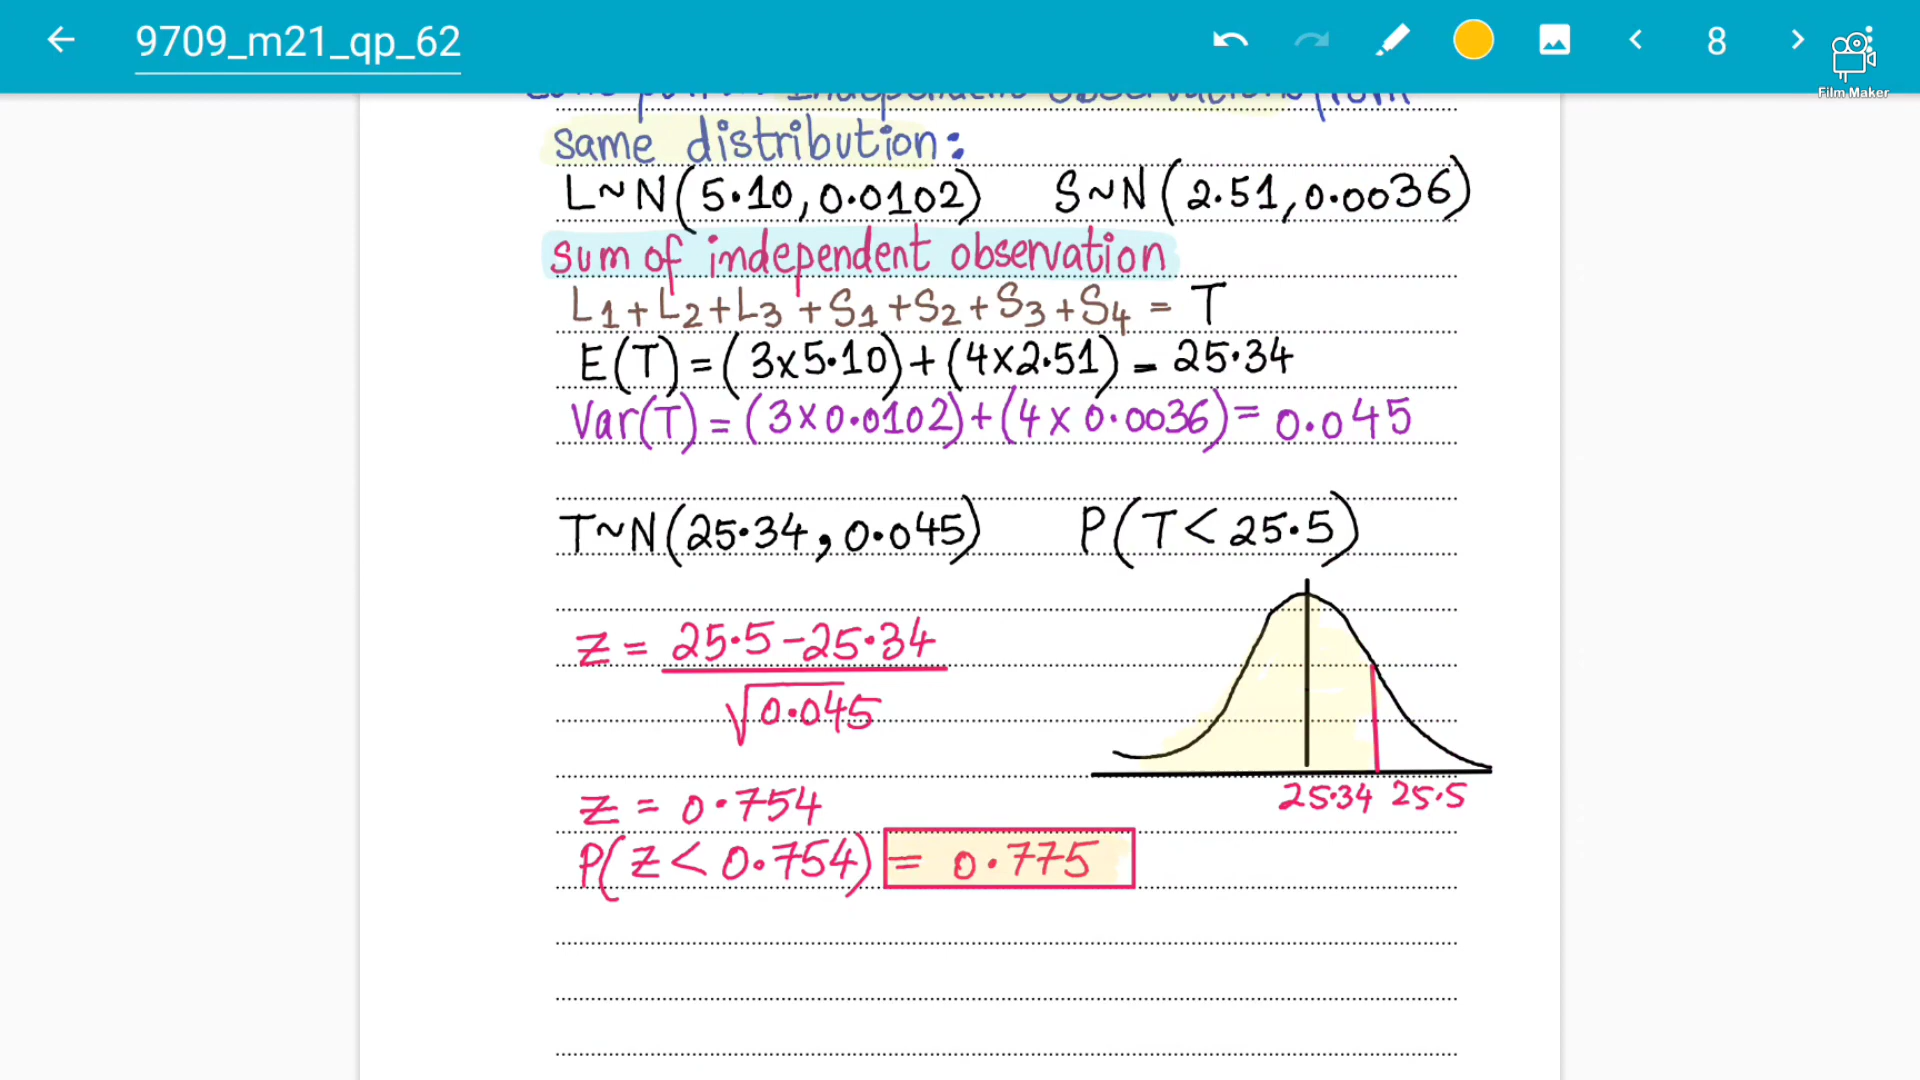 9709_m21_qp_62
8
Film Maker
Independent observations from
same distribution:
L~N(5.10,0.0102) S~N(2.51,0.0036)
sum of independent observation
L1+L2+L3+S1+S2+S3+S4 = T
E(T)=(3x5.10)+(4x2.51) = 25.34
Var(T)=(3x0.0102)+(4x0.0036)=0.045
T~N(25.34,0.045) P(T<25.5)
z = 25.5-25.34
√0.045
25.34 25.5
z = 0.754
P(z<0.754) = 0.775